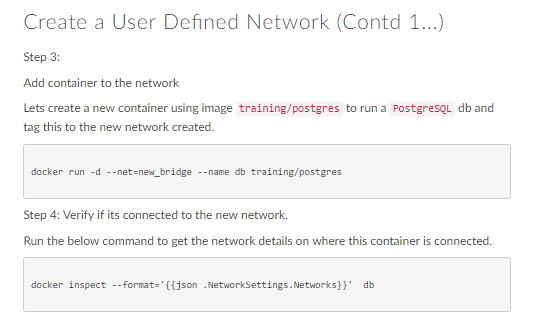 Create a User Defined Network (Contd 1...)
Step 3:
Add container to the network
Lets create a new container using image training/postgres to run a PostgreSQL db and
tag this to the new network created.
docker run -d --net=new_bridge --name db training/postgres
Step 4: Verify if its connected to the new network.
Run the below command to get the network details on where this container is connected.
docker inspect --format='{{json .NetworkSettings.Networks}}'  db